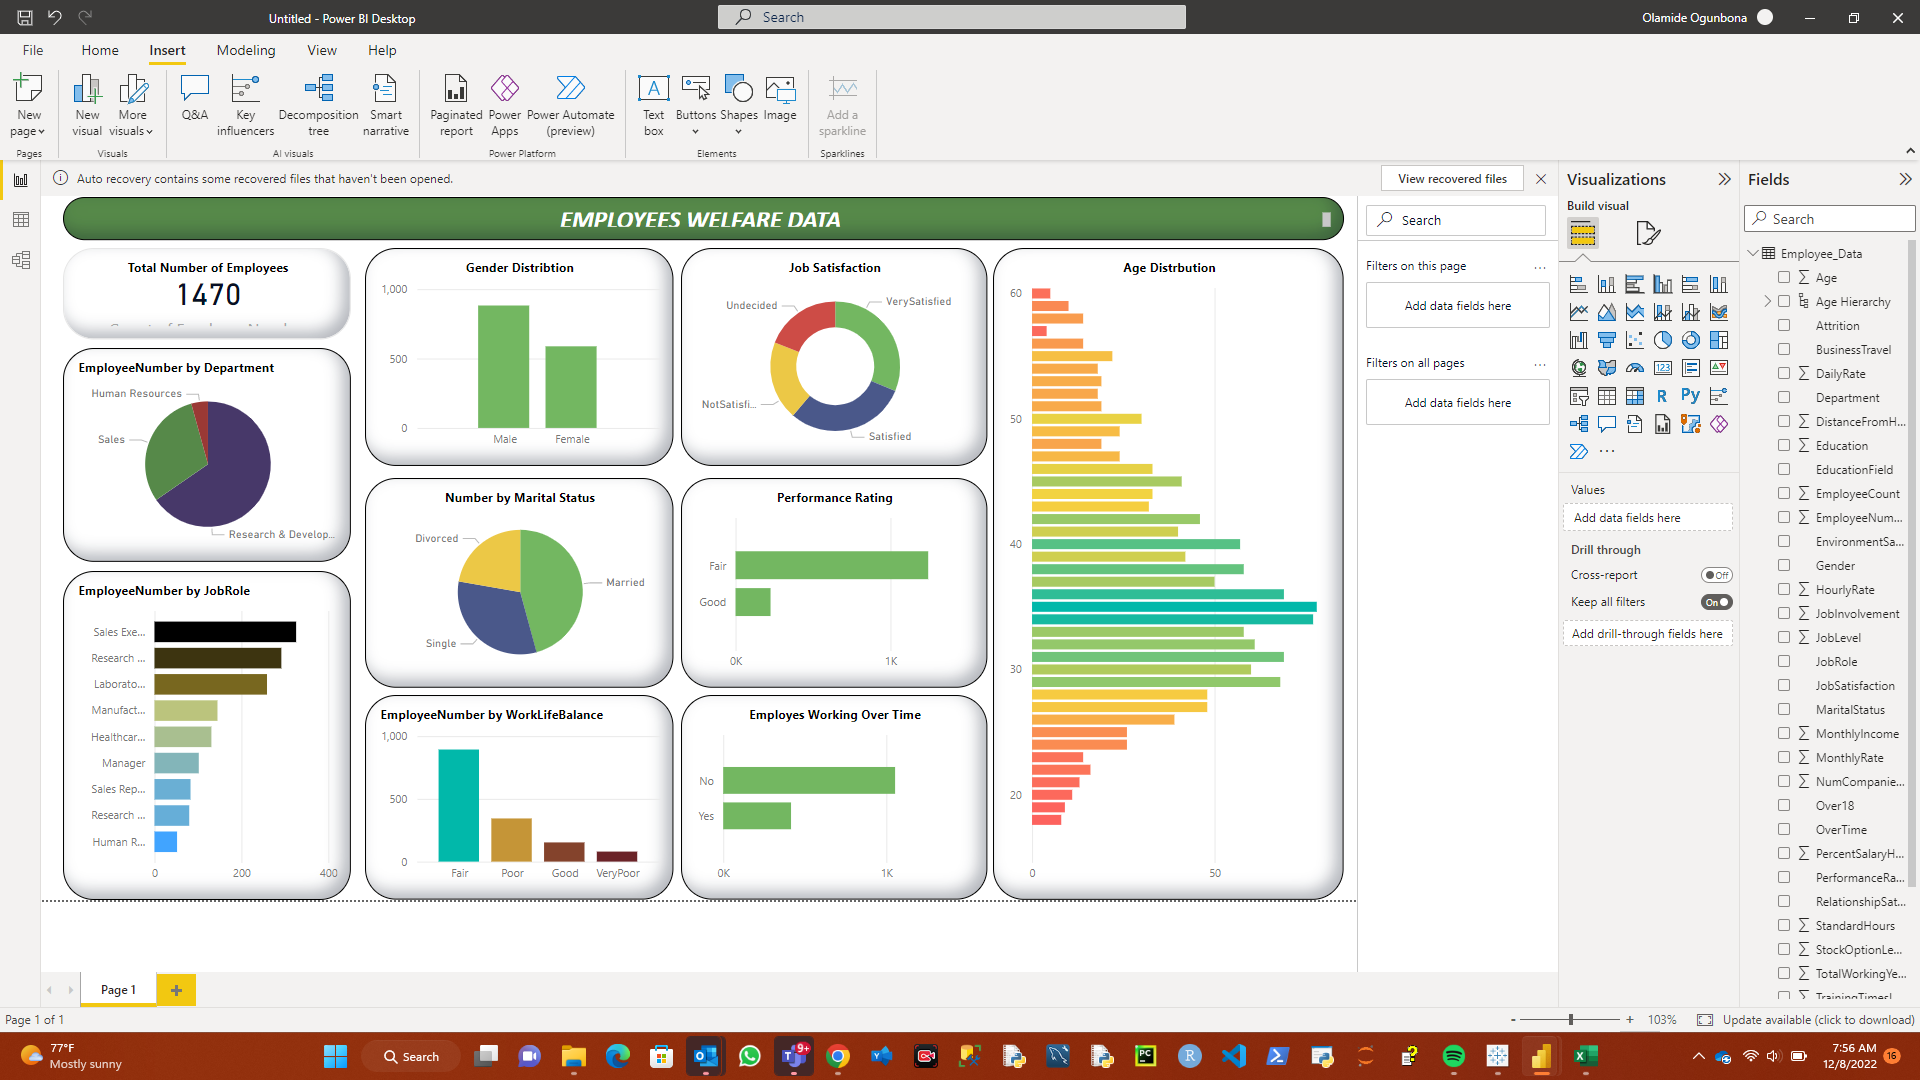 Untitled - Power BI Desktop
Search
Olamide Ogunbona
File
Home
Insert
Modeling
View
Help
New page
New visual
More visuals
Q&A
Key influencers
Decomposition tree
Smart narrative
Paginated report
Power Apps
Power Automate (preview)
Text box
Buttons
Shapes
Image
Add a sparkline
Pages
Visuals
AI visuals
Power Platform
Elements
Sparklines
Auto recovery contains some recovered files that haven't been opened.
View recovered files
EMPLOYEES WELFARE DATA
Total Number of Employees
1470
EmployeeNumber by Department
Human Resources
Sales
Research & Develop...
EmployeeNumber by JobRole
Sales Exe...
Research ...
Laborato...
Manufact...
Healthcar...
Manager
Sales Rep...
Research ...
Human R...
0
200
400
Gender Distribtion
1,000
500
0
Male
Female
Number by Marital Status
Divorced
Married
Single
EmployeeNumber by WorkLifeBalance
1,000
500
0
Fair
Poor
Good
VeryPoor
Job Satisfaction
Undecided
VerySatisfied
NotSatisfi...
Satisfied
Performance Rating
Fair
Good
0K
1K
Employes Working Over Time
No
Yes
0K
1K
Age Distrbution
60
50
40
30
20
0
50
Search
Filters on this page
...
Add data fields here
Filters on all pages
...
Add data fields here
Visualizations
Build visual
123
R
Py
...
Values
Add data fields here
Drill through
Cross-report
Off
Keep all filters
On
Add drill-through fields here
Fields
Search
Employee_Data
Age
Age Hierarchy
Attrition
BusinessTravel
DailyRate
Department
DistanceFromH...
Education
EducationField
EmployeeCount
EmployeeNum...
EnvironmentSa...
Gender
HourlyRate
JobInvolvement
JobLevel
JobRole
JobSatisfaction
MaritalStatus
MonthlyIncome
MonthlyRate
NumCompanie...
Over18
OverTime
PercentSalaryH...
PerformanceRa...
RelationshipSat...
StandardHours
StockOptionLe...
TotalWorkingYe...
Page 1
+
Page 1 of 1
-
+
103%
Update available (click to download)
77°F
Mostly sunny
Search
9+
PC
R
7:56 AM
12/8/2022
16